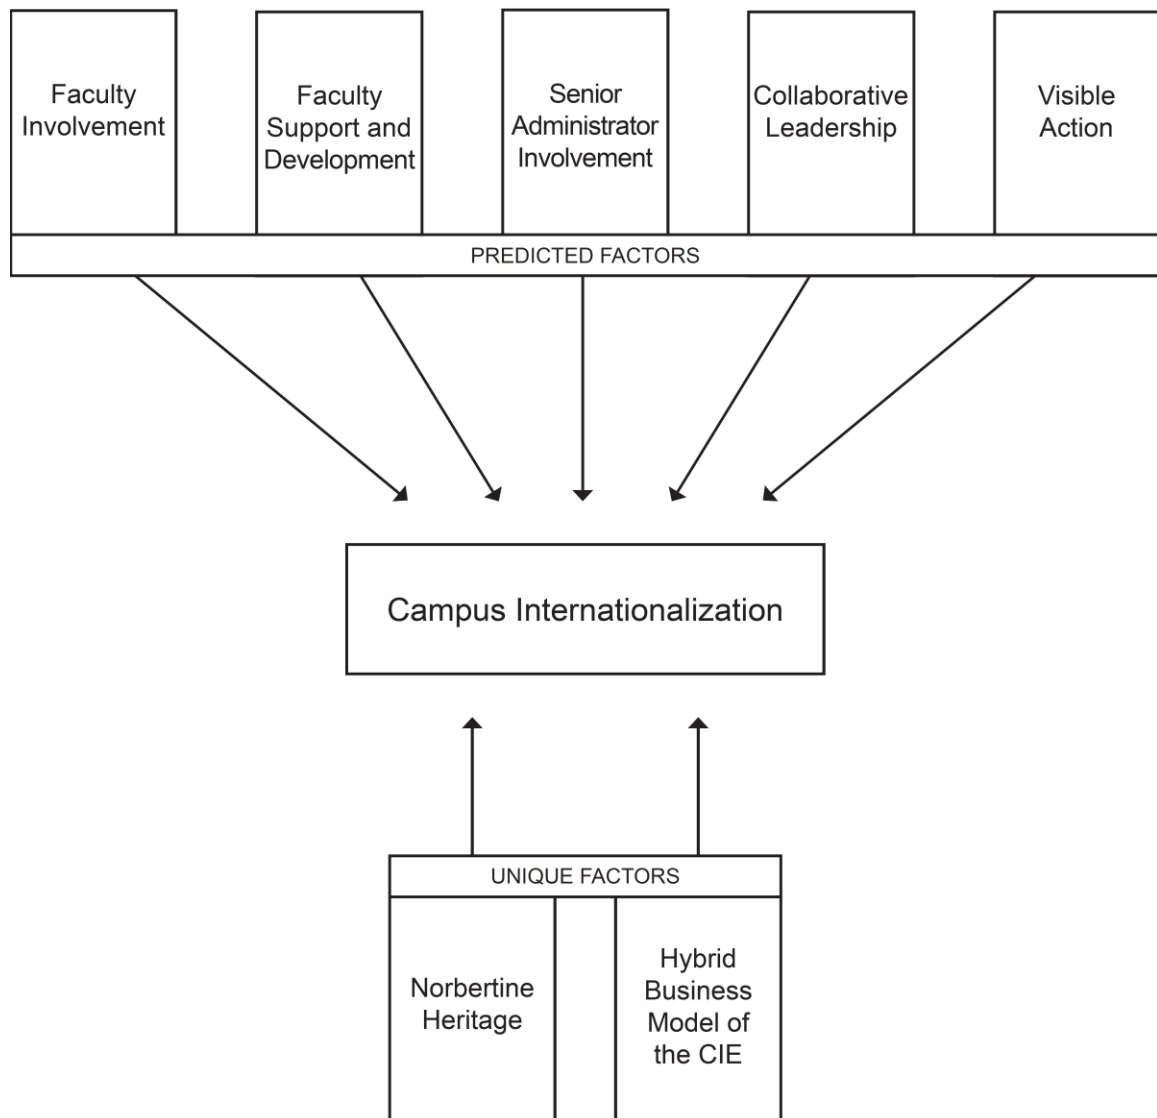 Faculty
Involvement
Faculty
Support and
Development
Senior
Administrator
Involvement
Collaborative
Leadership
Visible
Action
PREDICTED FACTORS
Campus Internationalization
UNIQUE FACTORS
Norbertine
Heritage
Hybrid
Business
Model of
the CIE